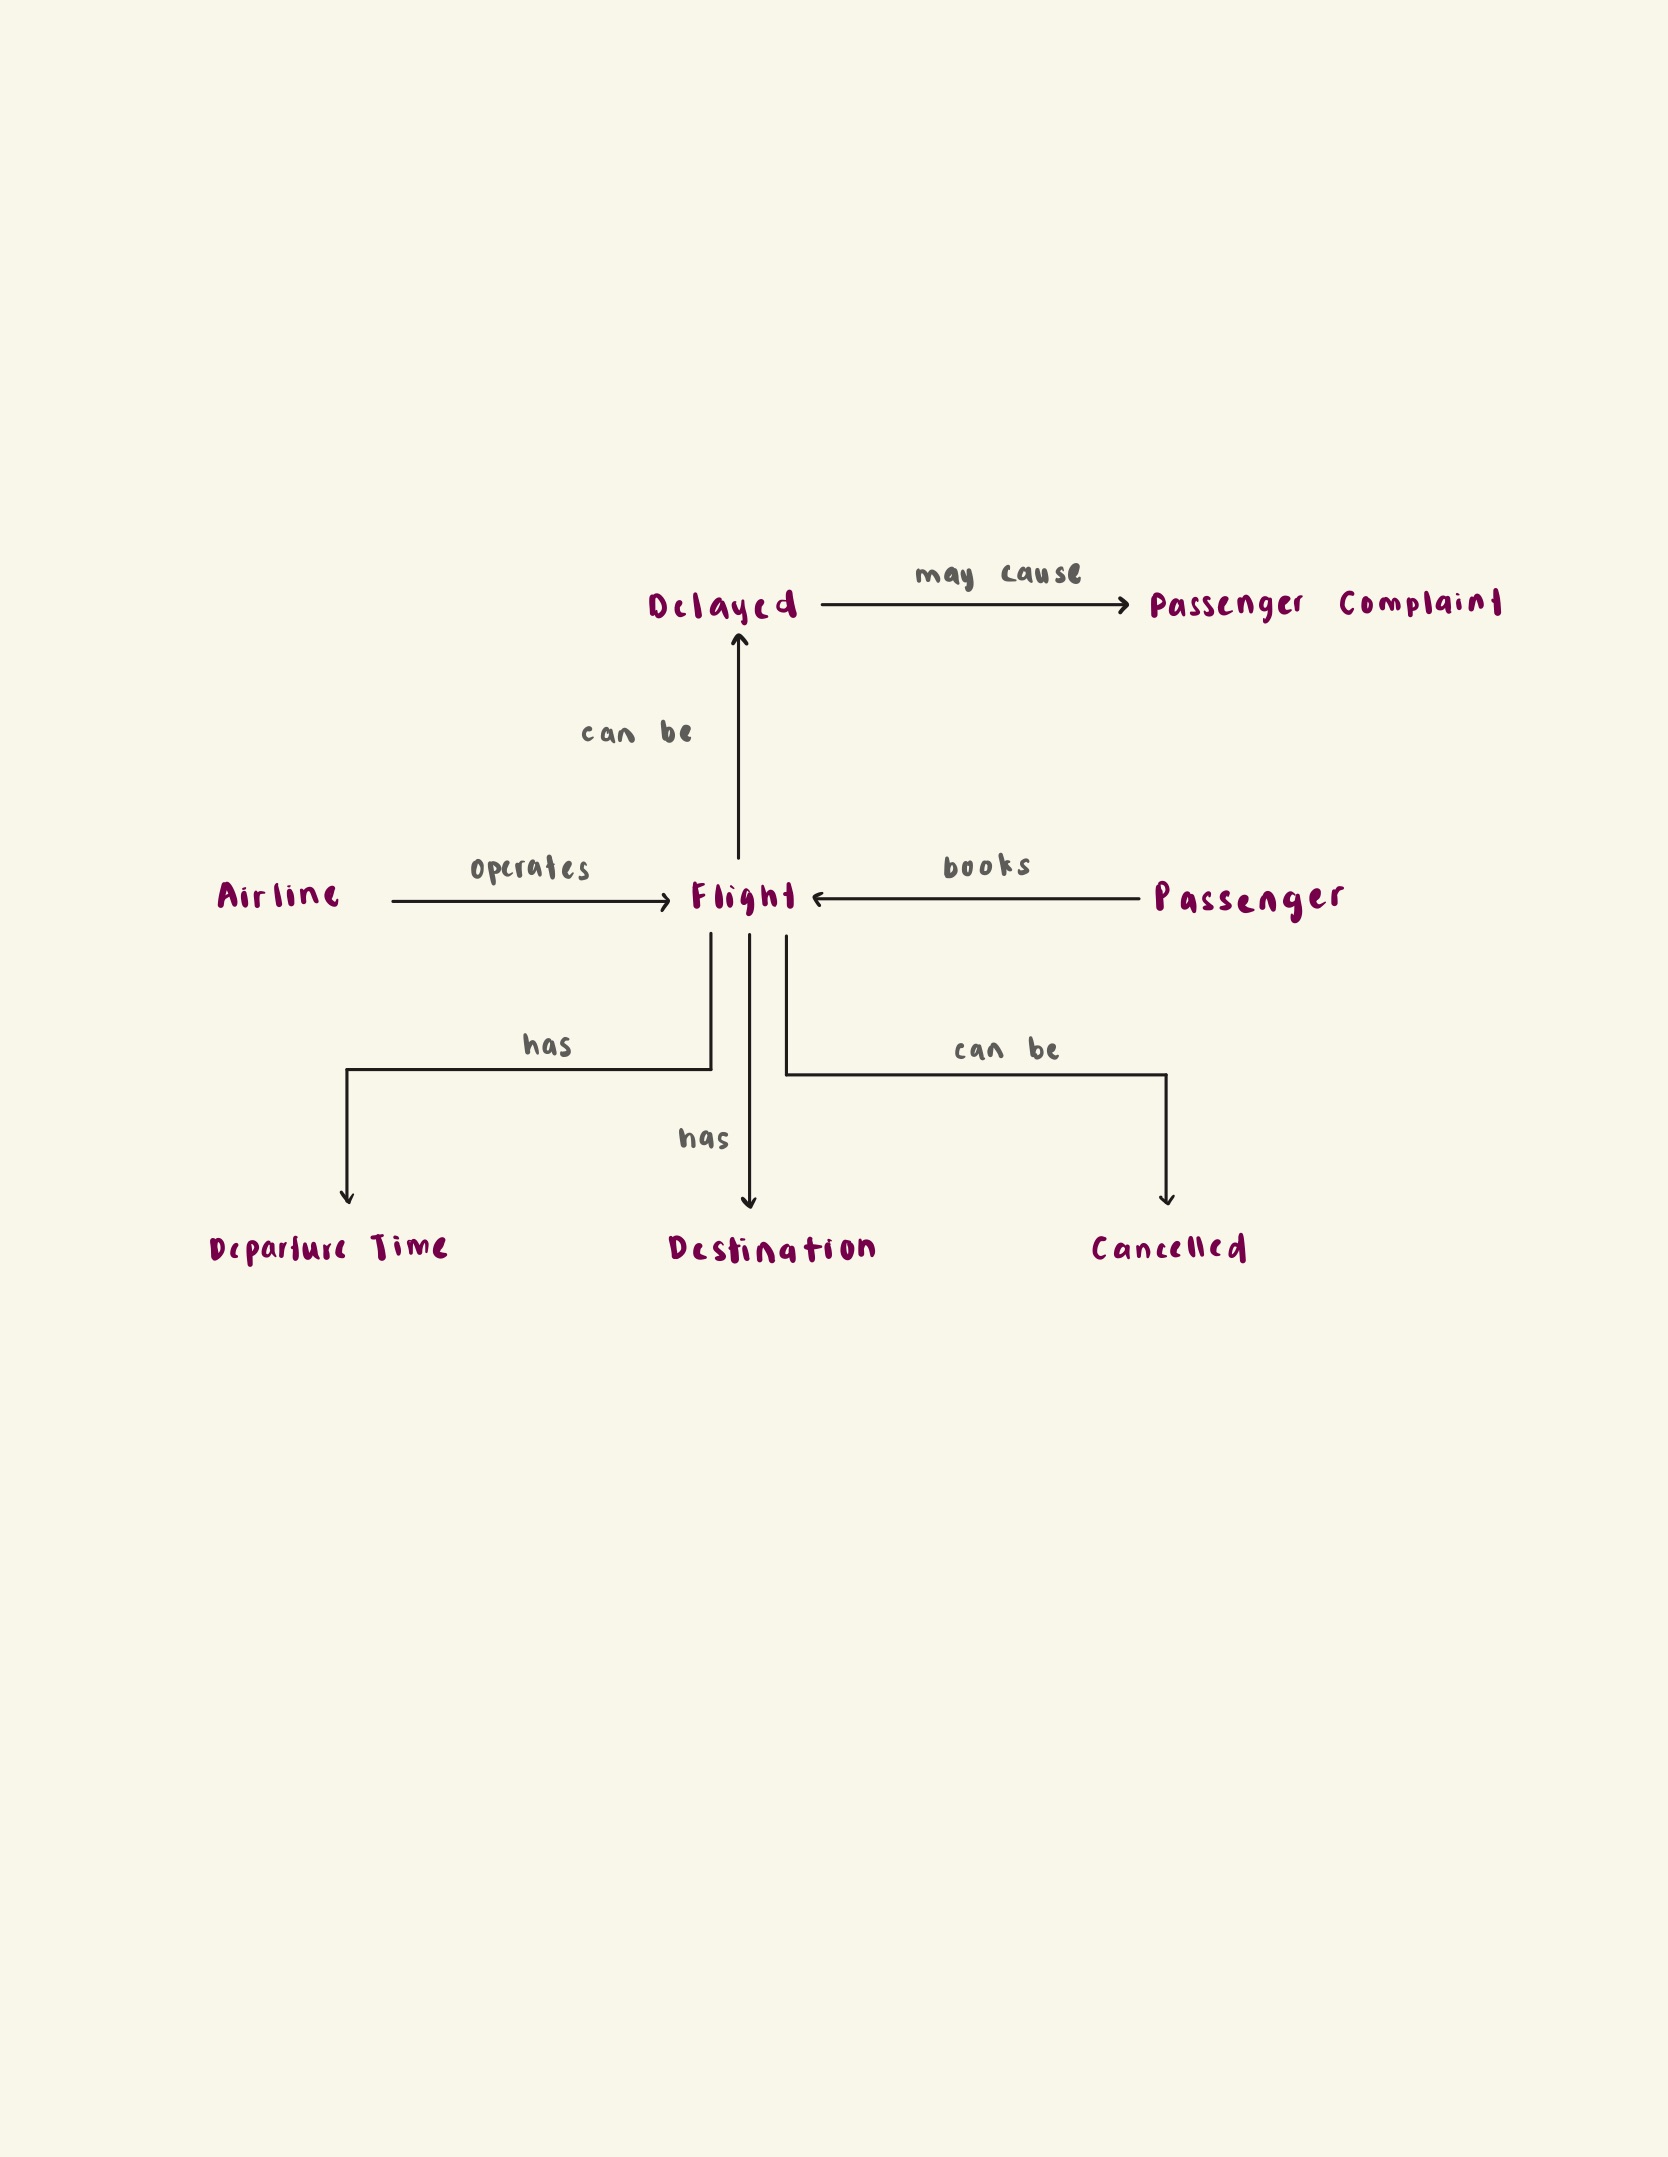 may cause
Delayed
Passenger Complaint
can be
operates
books
Airline
Flight
Passenger
has
can be
has
Departure Time
Destination
Cancelled